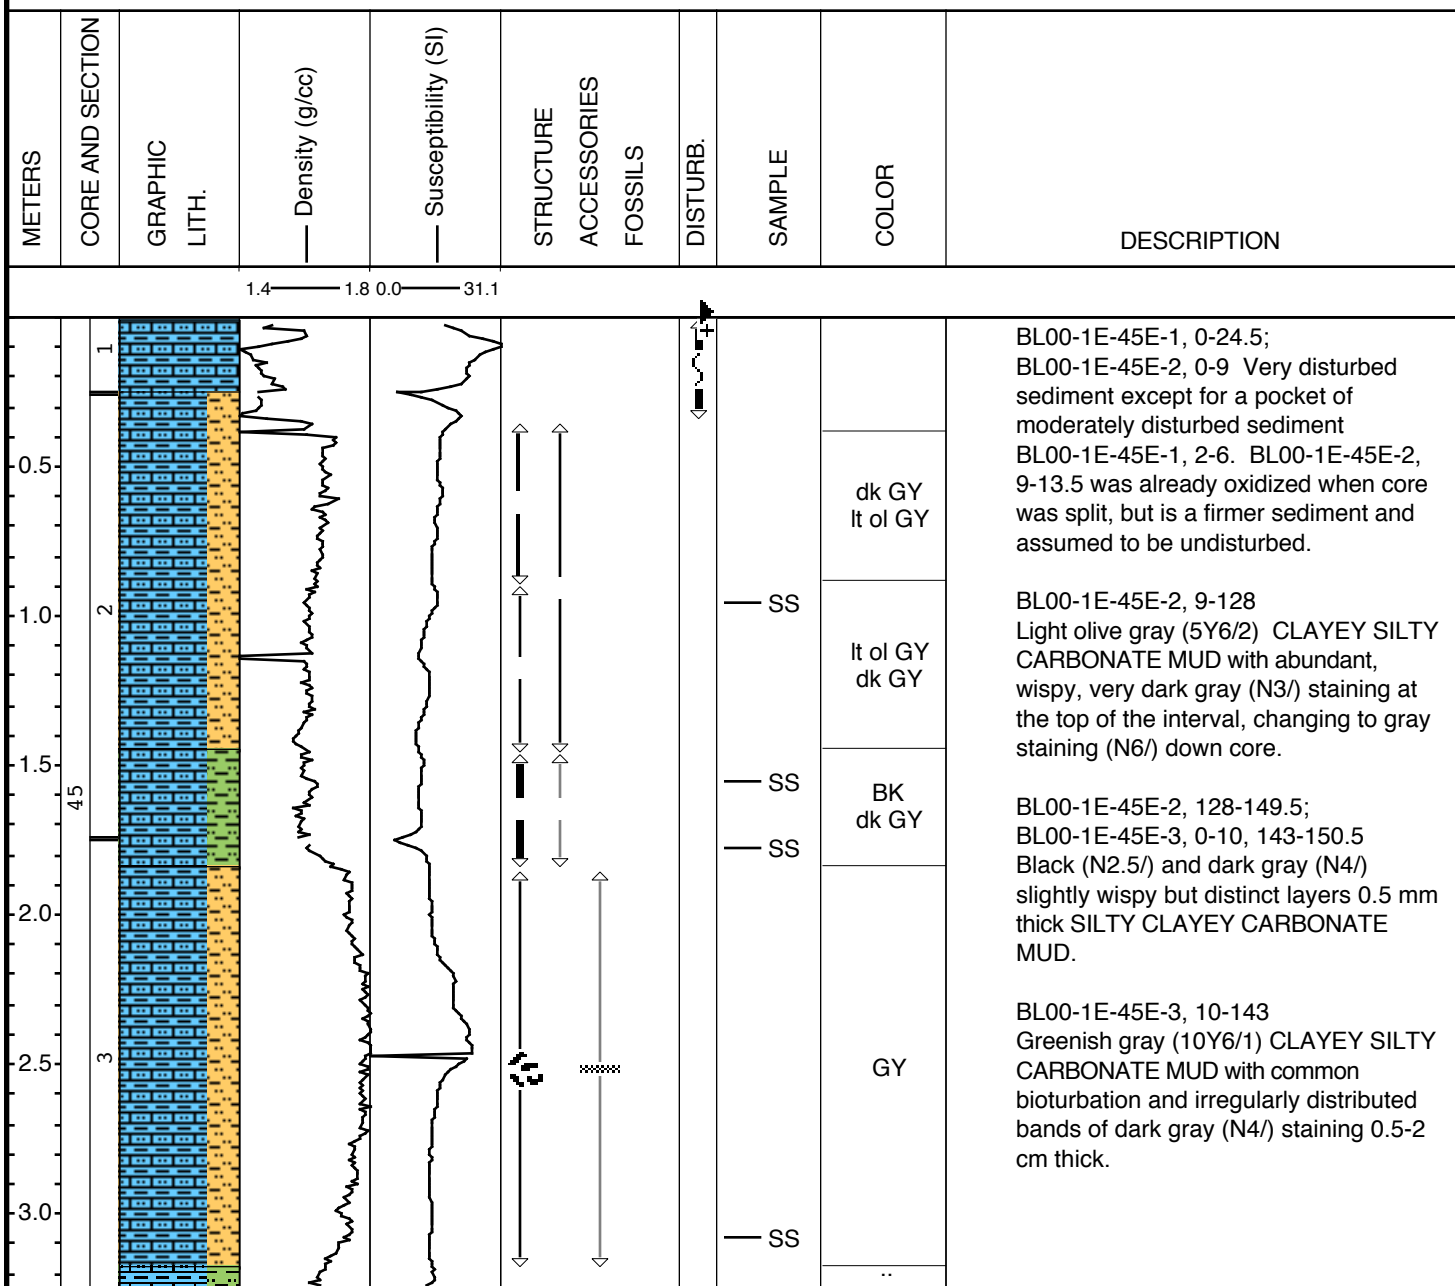 METERS
CORE AND SECTION
GRAPHIC
LITH.
Density (g/cc)
Susceptibility (SI)
STRUCTURE
ACCESSORIES
FOSSILS
DISTURB.
SAMPLE
COLOR
DESCRIPTION
1.4 1.8 0.0 31.1
1
2
45
3
0.5
1.0
1.5
2.0
2.5
3.0
SS
SS
SS
SS
dk GY
lt ol GY
lt ol GY
dk GY
BK
dk GY
GY
BL00-1E-45E-1, 0-24.5;
BL00-1E-45E-2, 0-9 Very disturbed
sediment except for a pocket of
moderately disturbed sediment
BL00-1E-45E-1, 2-6. BL00-1E-45E-2,
9-13.5 was already oxidized when core
was split, but is a firmer sediment and
assumed to be undisturbed.
BL00-1E-45E-2, 9-128
Light olive gray (5Y6/2) CLAYEY SILTY
CARBONATE MUD with abundant,
wispy, very dark gray (N3/) staining at
the top of the interval, changing to gray
staining (N6/) down core.
BL00-1E-45E-2, 128-149.5;
BL00-1E-45E-3, 0-10, 143-150.5
Black (N2.5/) and dark gray (N4/)
slightly wispy but distinct layers 0.5 mm
thick SILTY CLAYEY CARBONATE
MUD.
BL00-1E-45E-3, 10-143
Greenish gray (10Y6/1) CLAYEY SILTY
CARBONATE MUD with common
bioturbation and irregularly distributed
bands of dark gray (N4/) staining 0.5-2
cm thick.